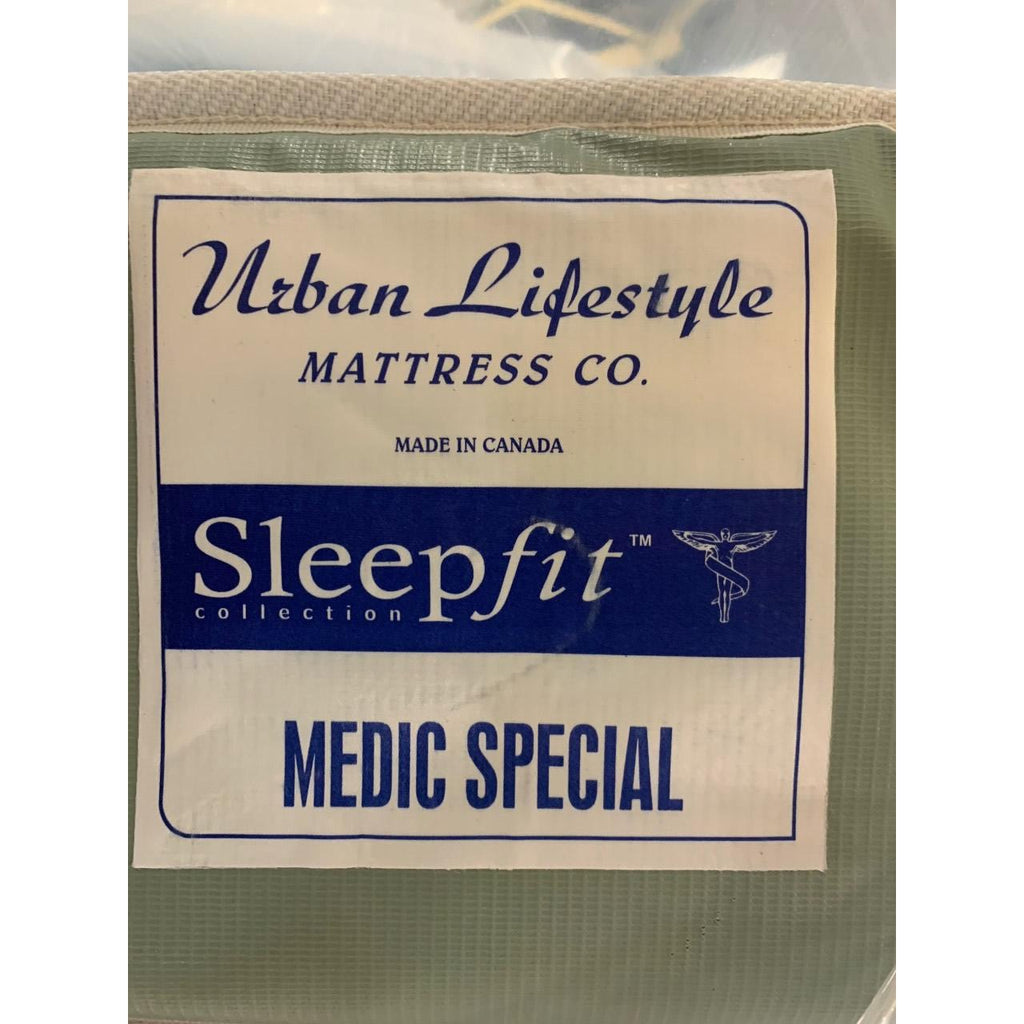 Urban Lifestyle
MATTRESS CO.
MADE IN CANADA
Sleepfit™
collection
MEDIC SPECIAL